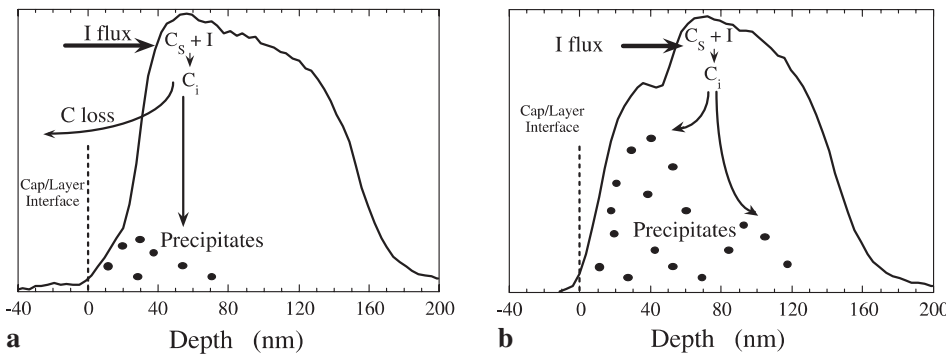 I flux
C_S + I
C_i
C loss
Cap/Layer
Interface
Precipitates
-40 0 40 80 120 160 200
a
Depth (nm)
I flux
C_S + I
C_i
Cap/Layer
Interface
Precipitates
-40 0 40 80 120 160 200
b
Depth (nm)